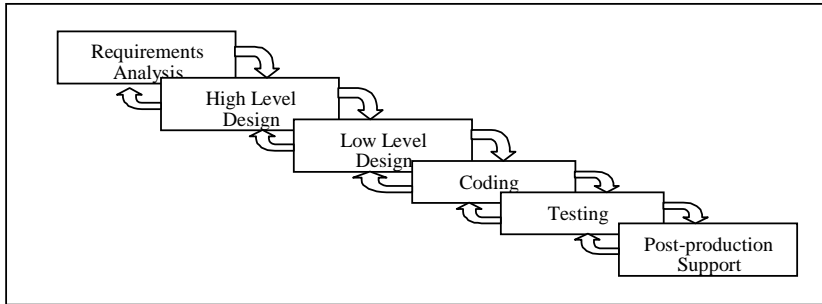 Requirements
Analysis
High Level
Design
Low Level
Design
Coding
Testing
Post-production
Support